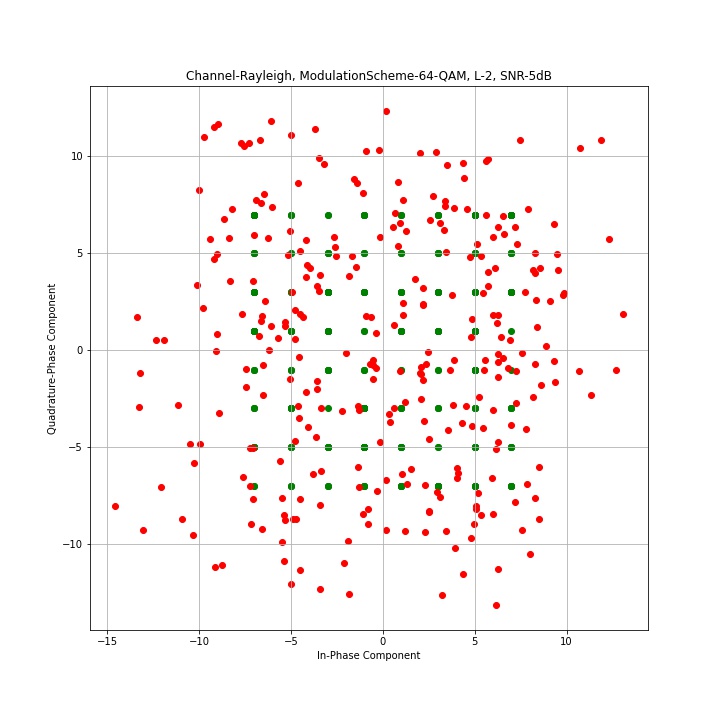 Channel-Rayleigh, ModulationScheme-64-QAM, L-2, SNR-5dB
10
5
0
−5
−10
Quadrature-Phase Component
−15 −10 −5 0 5 10
In-Phase Component